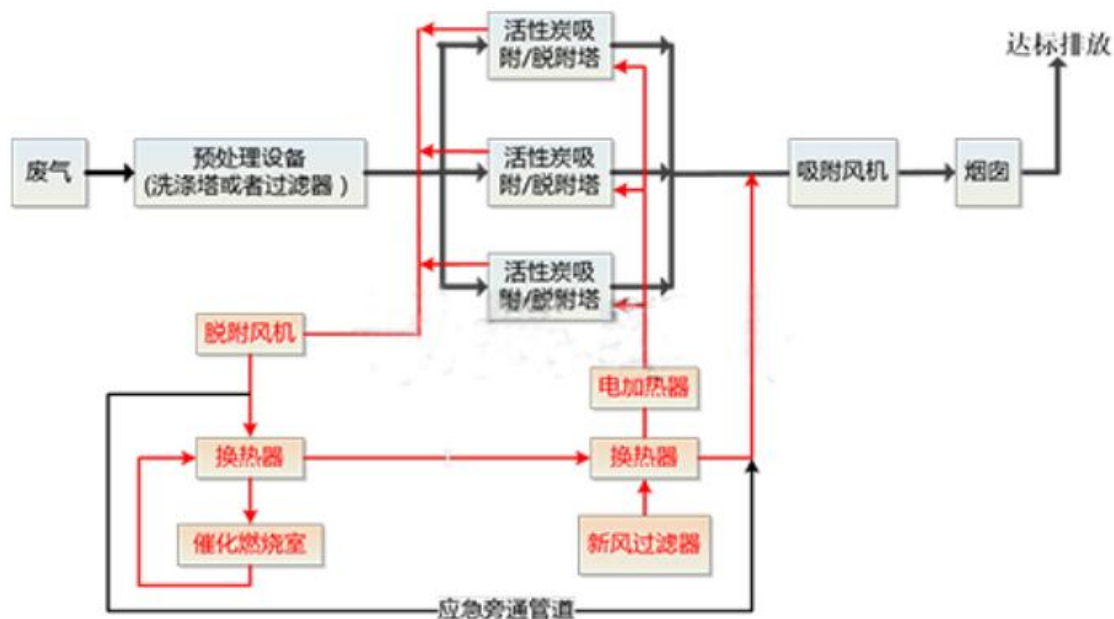 活性炭吸
附/脱附塔
达标排放
废气
预处理设备
(洗涤塔或者过滤器）
活性炭吸
附/脱附塔
吸附风机
烟囱
活性炭吸
附/脱附塔
脱附风机
电加热器
换热器
换热器
催化燃烧室
新风过滤器
应急旁通管道